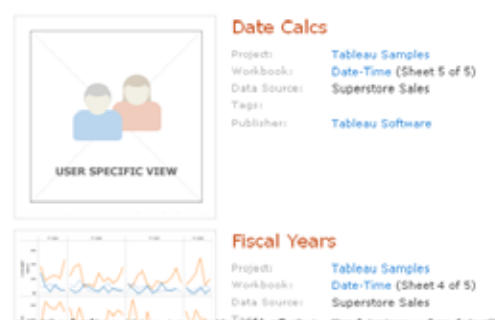 Date Calcs
Project: Tableau Samples
Workbook: Date-Time (Sheet 5 of 5)
Data Source: Superstore Sales
Tags:
Publisher: Tableau Software
USER SPECIFIC VIEW
Fiscal Years
Project: Tableau Samples
Workbook: Date-Time (Sheet 4 of 5)
Data Source: Superstore Sales